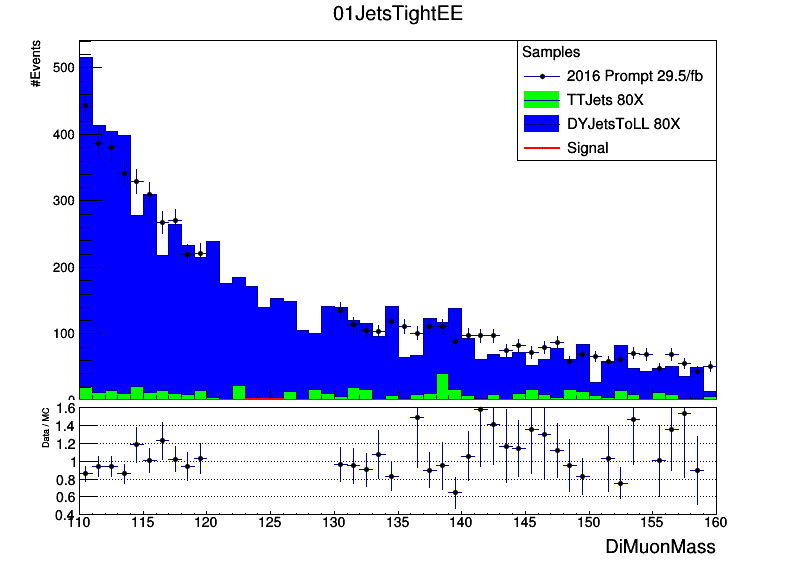 01JetsTightEE
#Events
Samples
2016 Prompt 29.5/fb
TTJets 80X
DYJetsToLL 80X
Signal
500
400
300
200
100
0
Data / MC
1.6
1.4
1.2
1
0.8
0.6
0.4
110 115 120 125 130 135 140 145 150 155 160
DiMuonMass